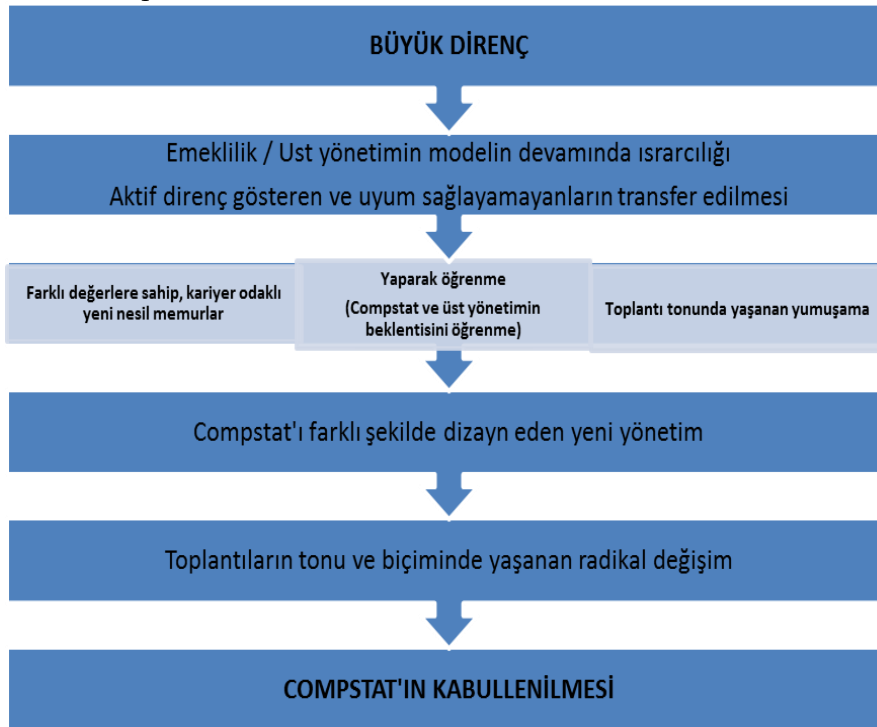 BÜYÜK DİRENÇ
Emeklilik / Ust yönetimin modelin devamında ısrarcılığı
Aktif direnç gösteren ve uyum sağlayamayanların transfer edilmesi
Farklı değerlere sahip, kariyer odaklı
yeni nesil memurlar
Yaparak öğrenme
(Compstat ve üst yönetimin
beklentisini öğrenme)
Toplantı tonunda yaşanan yumuşama
Compstat'ı farklı şekilde dizayn eden yeni yönetim
Toplantıların tonu ve biçiminde yaşanan radikal değişim
COMPSTAT'IN KABULLENİLMESİ